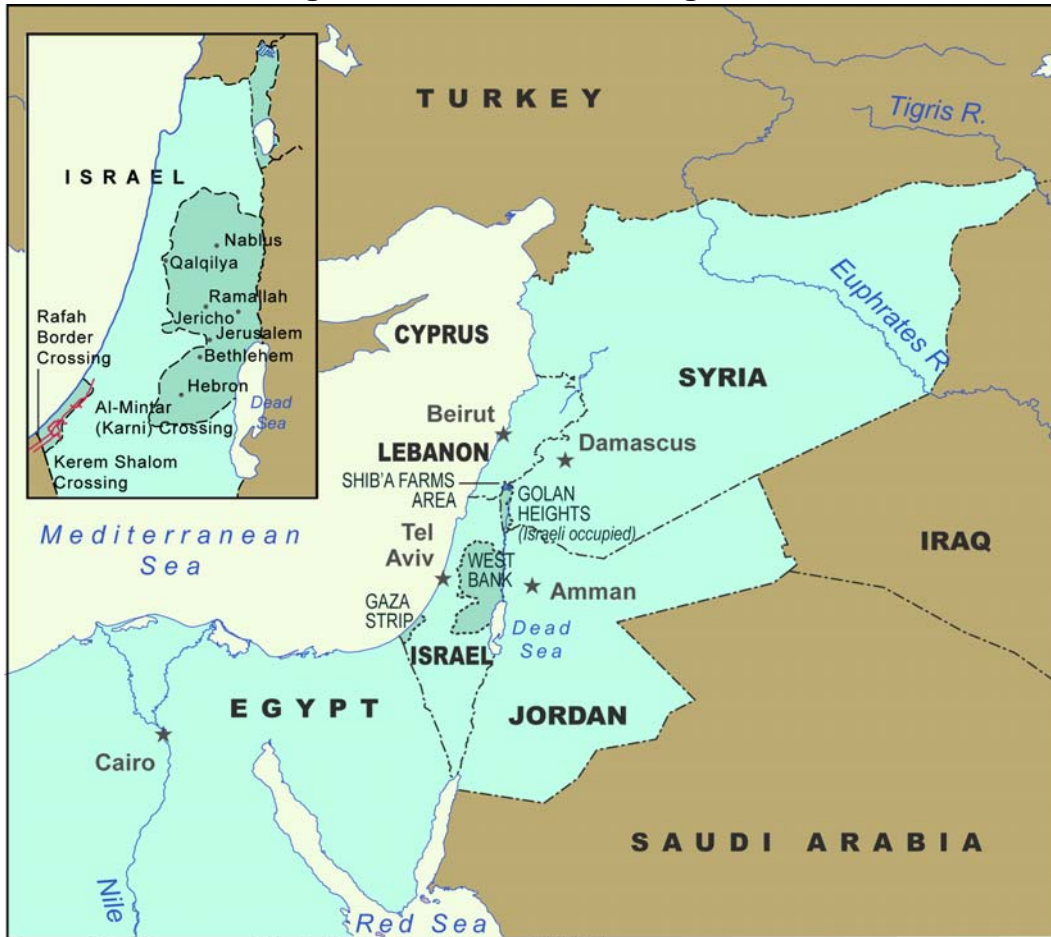 TURKEY
Tigris R.
ISRAEL
Nablus
Qalqilya
Ramallah
Jericho
Jerusalem
Bethlehem
Hebron
Rafah
Border
Crossing
Al-Mintar
(Karni) Crossing
Dead
Sea
Kerem Shalom
Crossing
Euphrates R.
CYPRUS
SYRIA
Beirut
LEBANON
Damascus
SHIB'A FARMS
AREA
GOLAN
HEIGHTS
(Israeli occupied)
Mediterranean
Sea
Tel
Aviv
WEST
BANK
IRAQ
Amman
GAZA
STRIP
Dead
Sea
ISRAEL
EGYPT
JORDAN
Cairo
SAUDI ARABIA
Nile
Red Sea